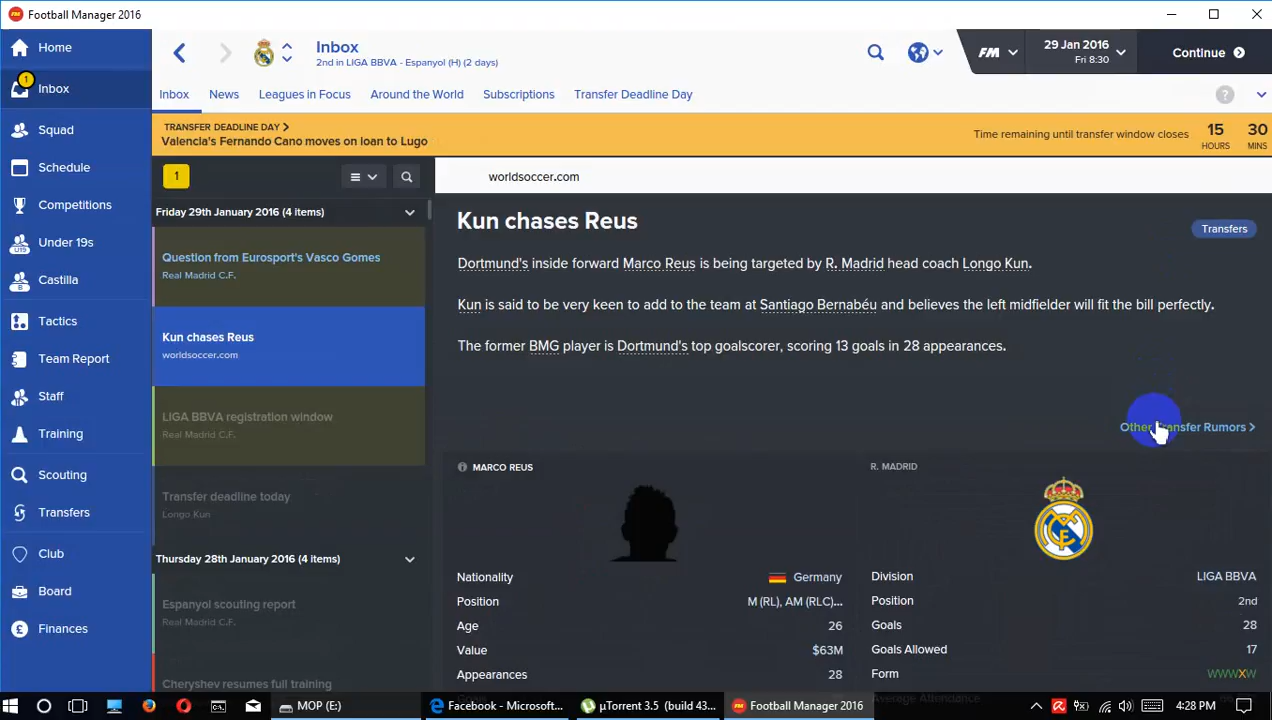 Football Manager 2016
Home
1
Inbox
Squad
Schedule
Competitions
Under 19s
Castilla
Tactics
Team Report
Staff
Training
Scouting
Transfers
Club
Board
Finances
Inbox
2nd in LIGA BBVA - Espanyol (H) (2 days)
FM
29 Jan 2016
Fri 8:30
Continue
Inbox News Leagues in Focus Around the World Subscriptions Transfer Deadline Day
?
TRANSFER DEADLINE DAY
Valencia's Fernando Cano moves on loan to Lugo
Time remaining until transfer window closes
15 HOURS
30 MINS
1
Friday 29th January 2016 (4 items)
Question from Eurosport's Vasco Gomes
Real Madrid C.F.
Kun chases Reus
worldsoccer.com
LIGA BBVA registration window
Real Madrid C.F.
Transfer deadline today
Longo Kun
Thursday 28th January 2016 (4 items)
Espanyol scouting report
Real Madrid C.F.
Cheryshev resumes full training
worldsoccer.com
Kun chases Reus
Transfers
Dortmund's inside forward Marco Reus is being targeted by R. Madrid head coach Longo Kun.
Kun is said to be very keen to add to the team at Santiago Bernabéu and believes the left midfielder will fit the bill perfectly.
The former BMG player is Dortmund's top goalscorer, scoring 13 goals in 28 appearances.
Other Transfer Rumors
MARCO REUS
Nationality Germany
Position M (RL), AM (RLC)...
Age 26
Value $63M
Appearances 28
R. MADRID
Division LIGA BBVA
Position 2nd
Goals 28
Goals Allowed 17
Form WWWXW
Average Attendance
MOP (E:)
Facebook - Microsoft...
µTorrent 3.5 (build 43...
Football Manager 2016
4:28 PM